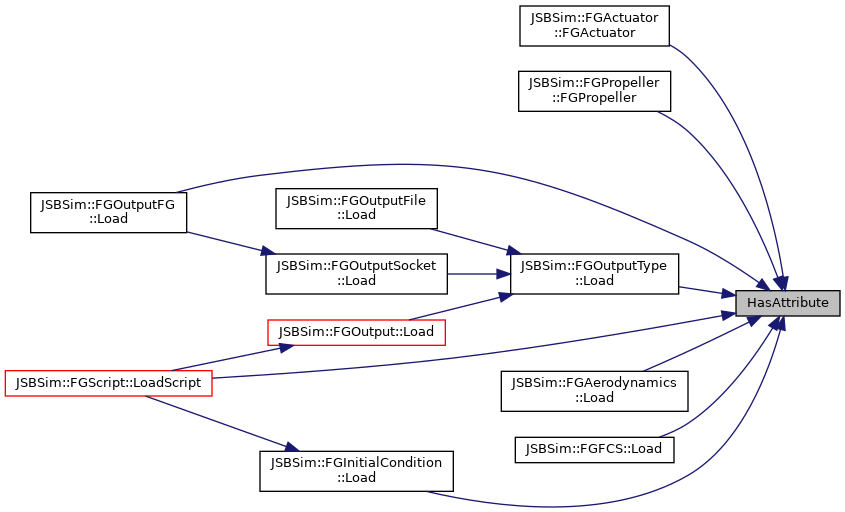 JSBSim::FGActuator
::FGActuator
JSBSim::FGPropeller
::FGPropeller
JSBSim::FGOutputFG
::Load
JSBSim::FGOutputFile
::Load
JSBSim::FGOutputSocket
::Load
JSBSim::FGOutputType
::Load
HasAttribute
JSBSim::FGOutput::Load
JSBSim::FGScript::LoadScript
JSBSim::FGAerodynamics
::Load
JSBSim::FGFCS::Load
JSBSim::FGInitialCondition
::Load